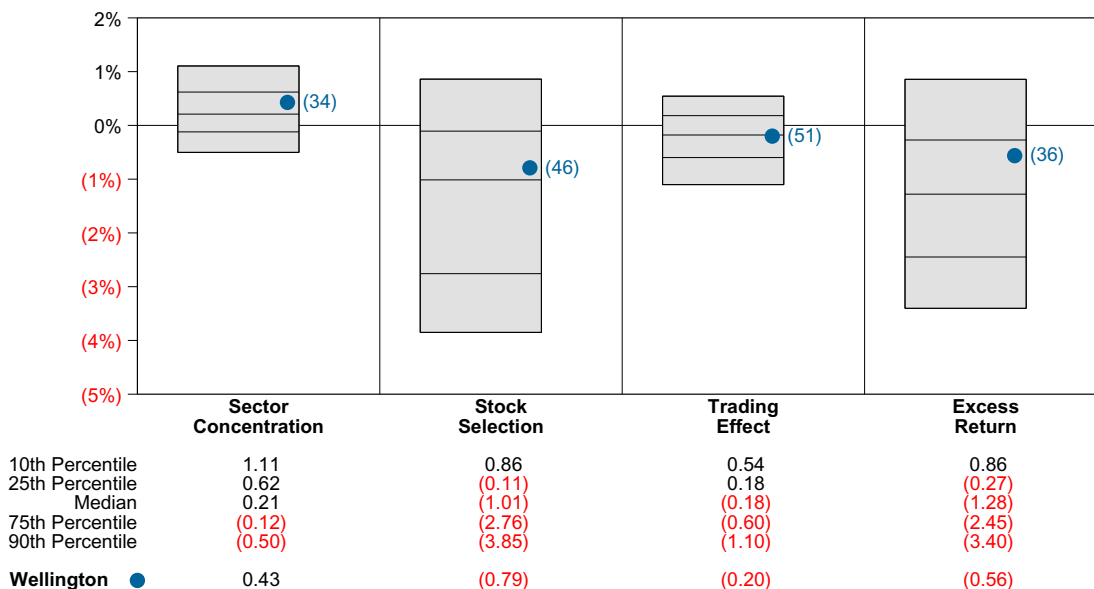 2%
1%
0%
(1%)
(2%)
(3%)
(4%)
(5%)
(34)
(46)
(51)
(36)
Sector Concentration
Stock Selection
Trading Effect
Excess Return
10th Percentile 1.11 0.86 0.54 0.86
25th Percentile 0.62 (0.11) 0.18 (0.27)
Median 0.21 (1.01) (0.18) (1.28)
75th Percentile (0.12) (2.76) (0.60) (2.45)
90th Percentile (0.50) (3.85) (1.10) (3.40)
Wellington 0.43 (0.79) (0.20) (0.56)